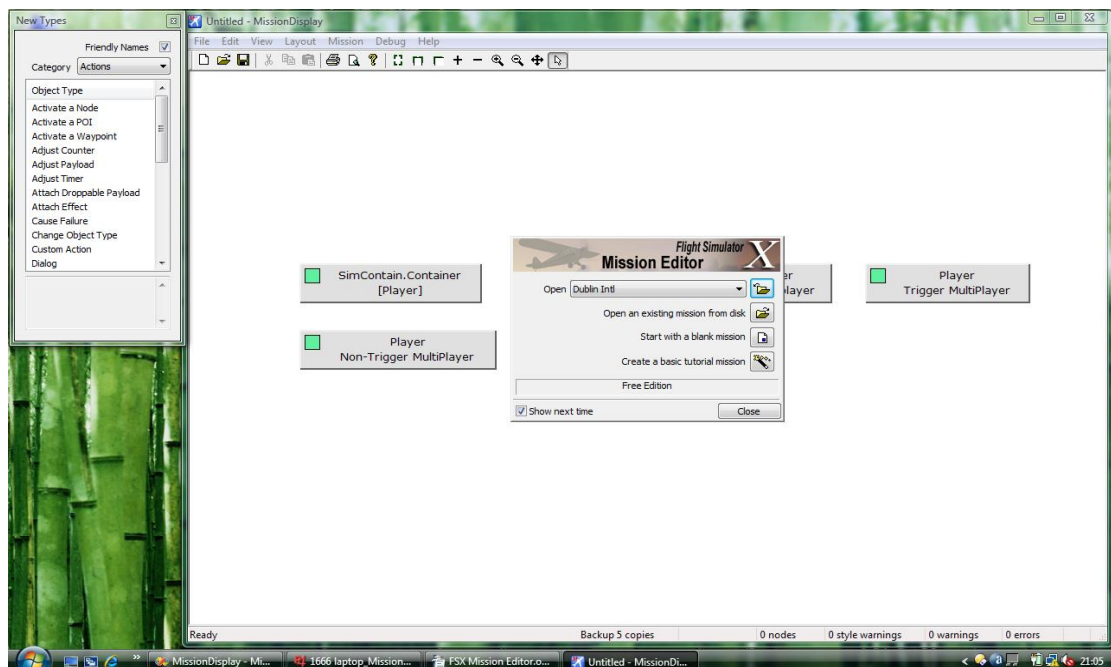 New Types
Friendly Names
Category Actions
Object Type
Activate a Node
Activate a POI
Activate a Waypoint
Adjust Counter
Adjust Payload
Adjust Timer
Attach Droppable Payload
Attach Effect
Cause Failure
Change Object Type
Custom Action
Dialog
Untitled - MissionDisplay
File Edit View Layout Mission Debug Help
SimContain.Container
[Player]
Player
Non-Trigger MultiPlayer
Player
Trigger MultiPlayer
Flight Simulator X
Mission Editor
Open Dublin Intl
Open an existing mission from disk
Start with a blank mission
Create a basic tutorial mission
Free Edition
Show next time
Close
Ready
Backup 5 copies
0 nodes
0 style warnings
0 warnings
0 errors
MissionDisplay - Mi...
1666 laptop_Mission...
FSX Mission Editor.o...
Untitled - MissionDi...
21:05